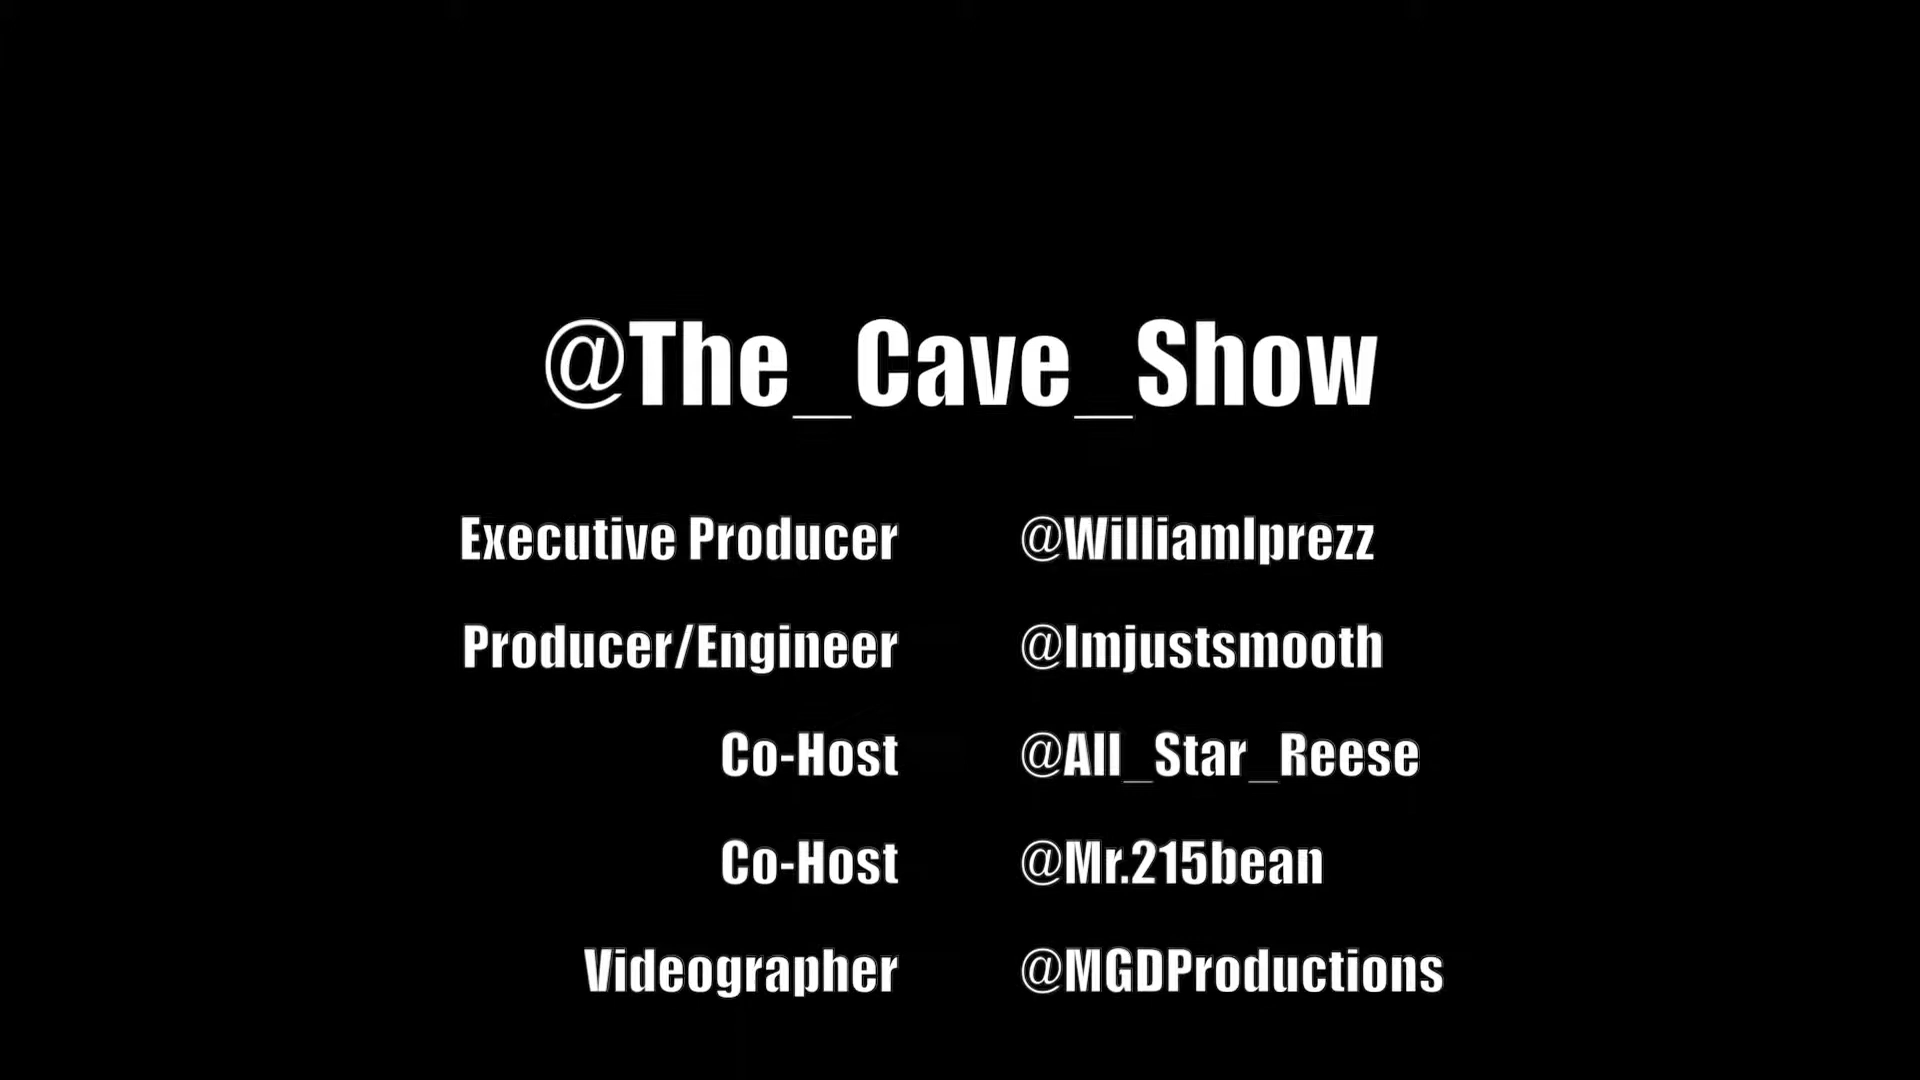 @The_Cave_Show
Executive Producer @WilliamIprezz
Producer/Engineer @Imjustsmooth
Co-Host @All_Star_Reese
Co-Host @Mr.215bean
Videographer @MGDProductions